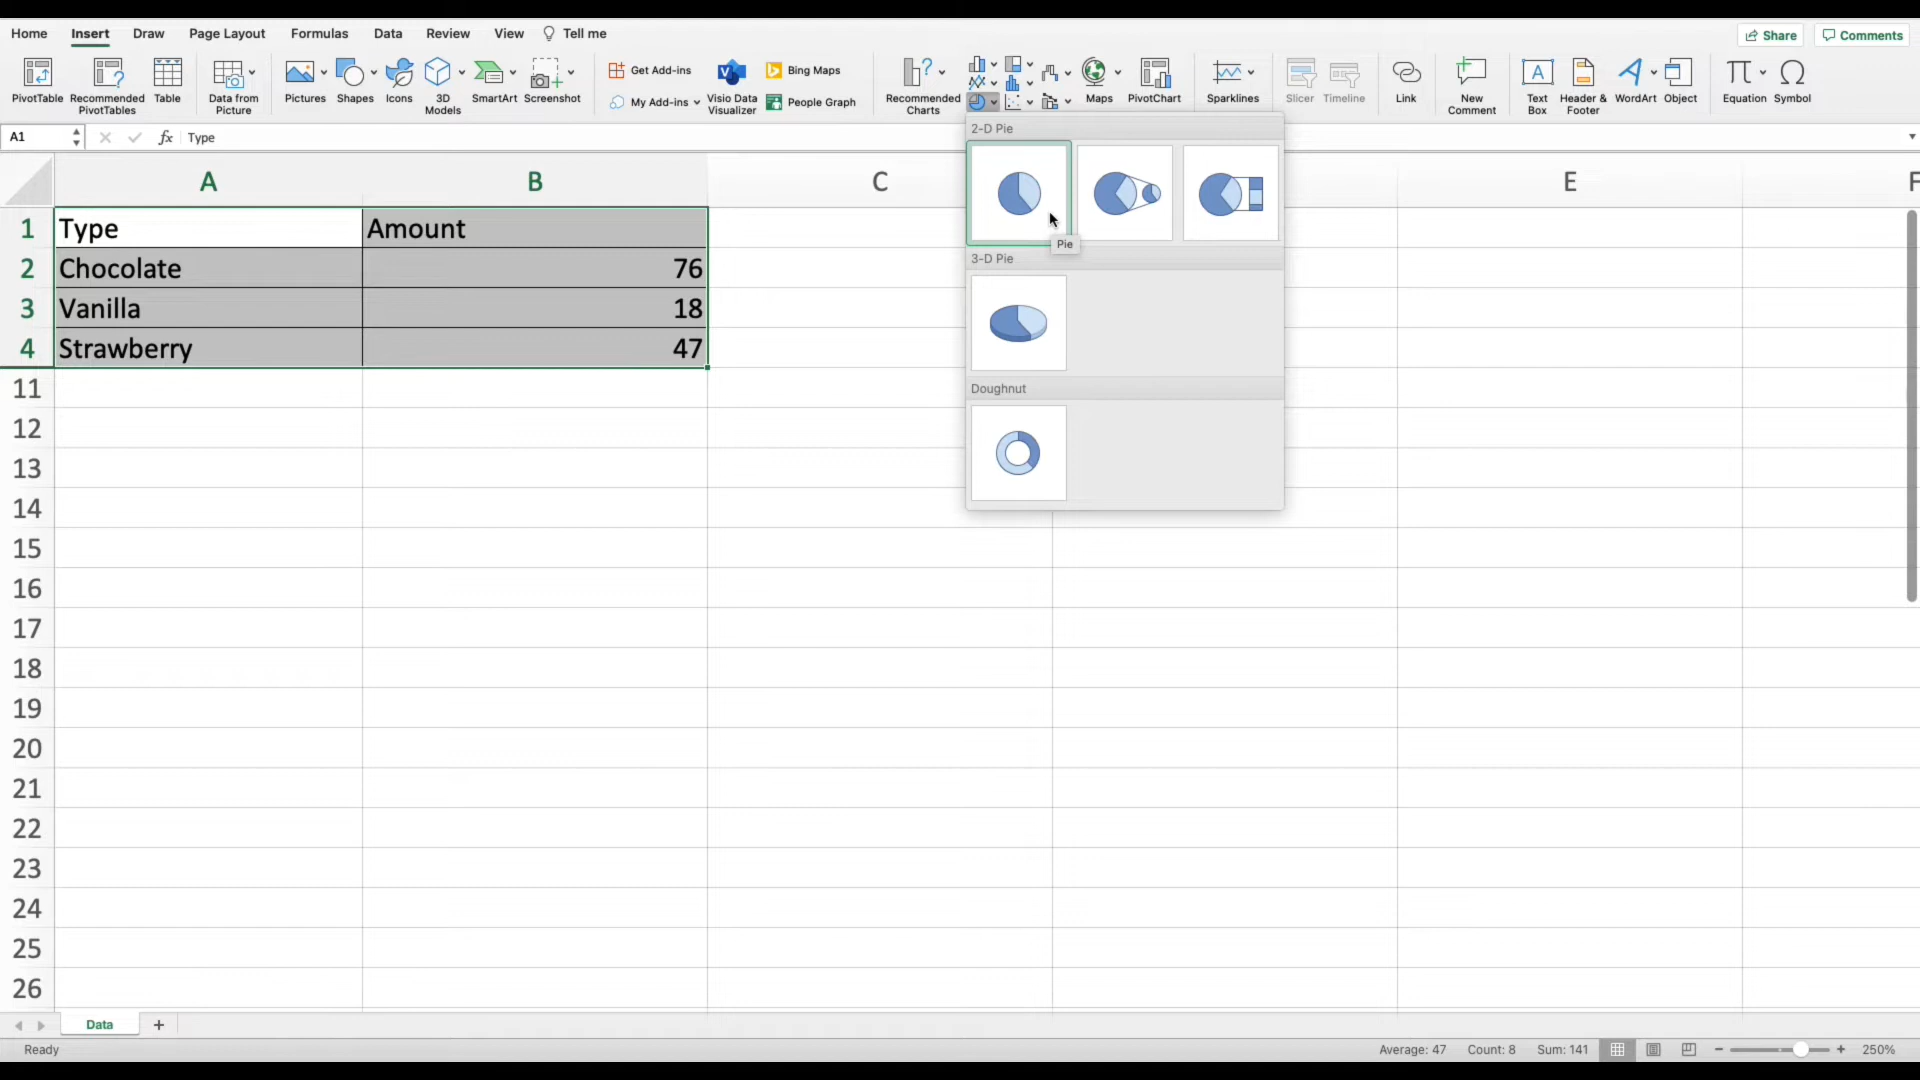 Home Insert Draw Page Layout Formulas Data Review View Tell me Share Comments
PivotTable Recommended PivotTables Table Data from Picture Pictures Shapes Icons 3D Models SmartArt Screenshot Get Add-ins My Add-ins Visio Data Visualizer Bing Maps People Graph Recommended Charts Maps PivotChart Sparklines Slicer Timeline Link New Comment Text Box Header & Footer WordArt Object Equation Symbol
A1 fx Type
2-D Pie
Pie
3-D Pie
Doughnut
A B C E F
1 Type Amount
2 Chocolate 76
3 Vanilla 18
4 Strawberry 47
11
12
13
14
15
16
17
18
19
20
21
22
23
24
25
26
Data +
Ready Average: 47 Count: 8 Sum: 141 250%